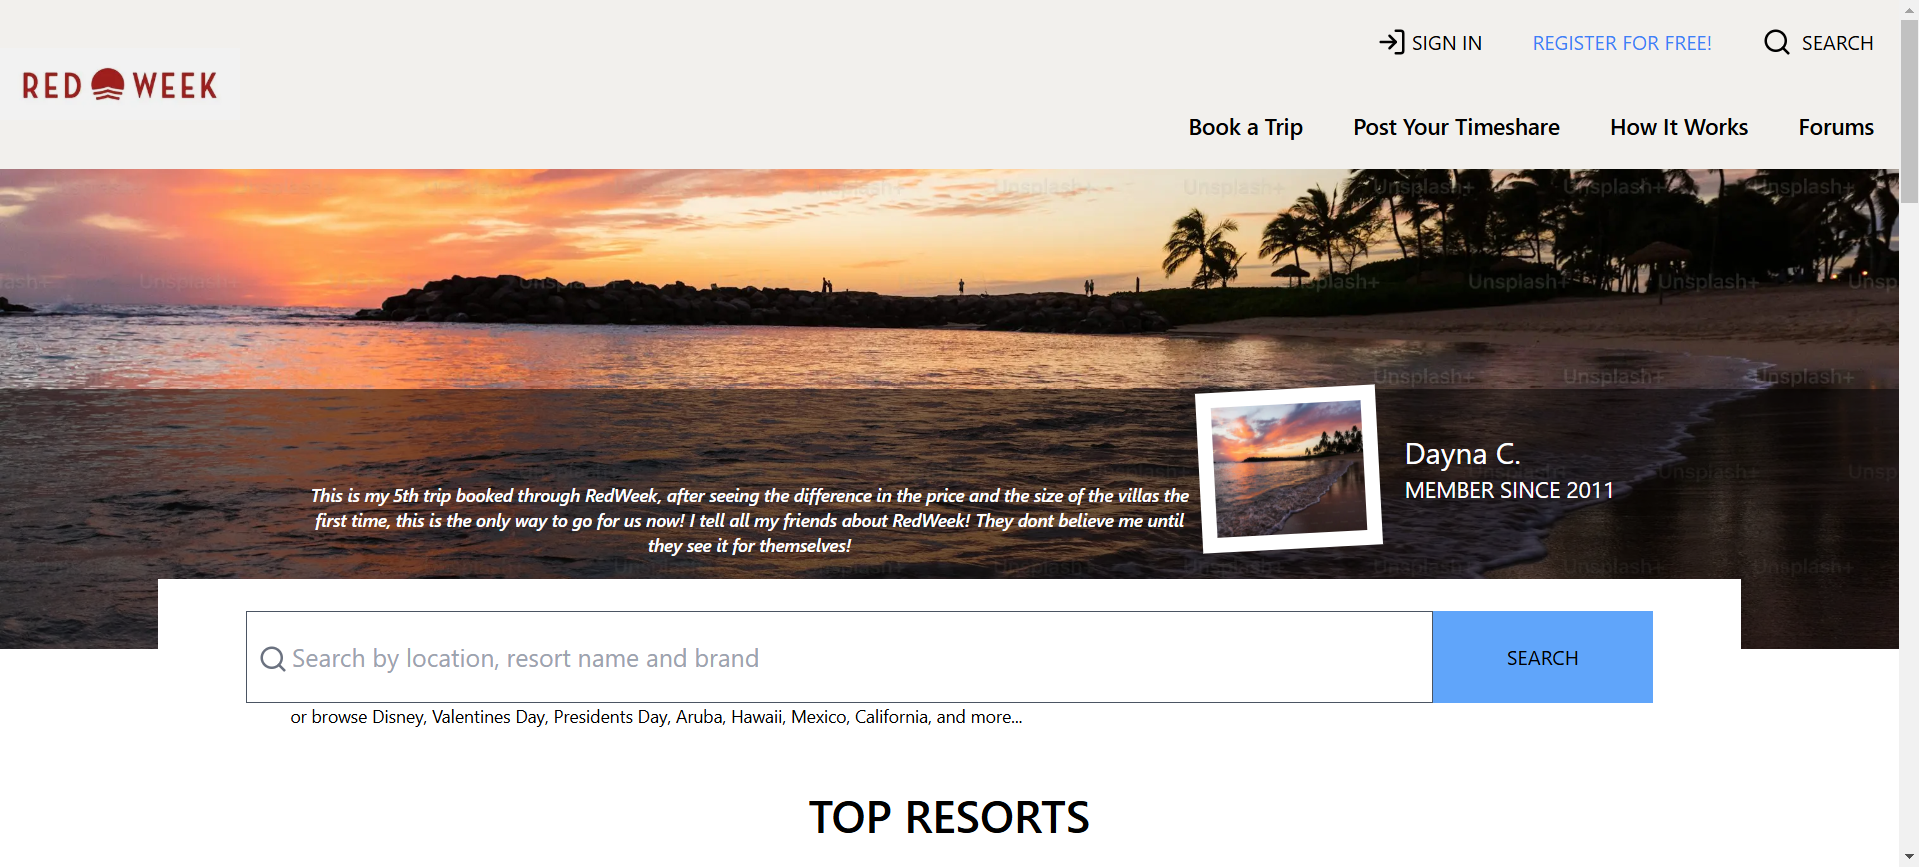 SIGN IN
REGISTER FOR FREE!
SEARCH
RED WEEK
Book a Trip
Post Your Timeshare
How It Works
Forums
Unsplash+
Dayna C.
MEMBER SINCE 2011
This is my 5th trip booked through RedWeek, after seeing the difference in the price and the size of the villas the
first time, this is the only way to go for us now! I tell all my friends about RedWeek! They dont believe me until
they see it for themselves!
Search by location, resort name and brand
SEARCH
or browse Disney, Valentines Day, Presidents Day, Aruba, Hawaii, Mexico, California, and more...
TOP RESORTS